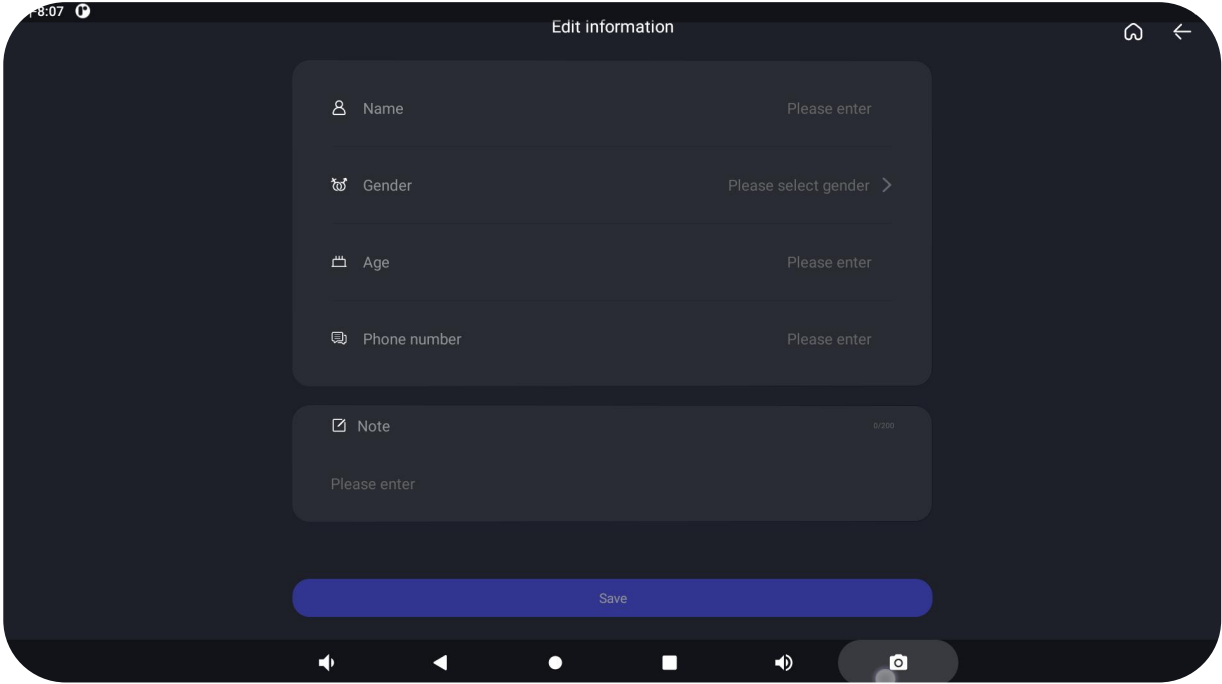 8:07
Edit information
Name Please enter
Gender Please select gender
Age Please enter
Phone number Please enter
Note 0/200
Please enter
Save